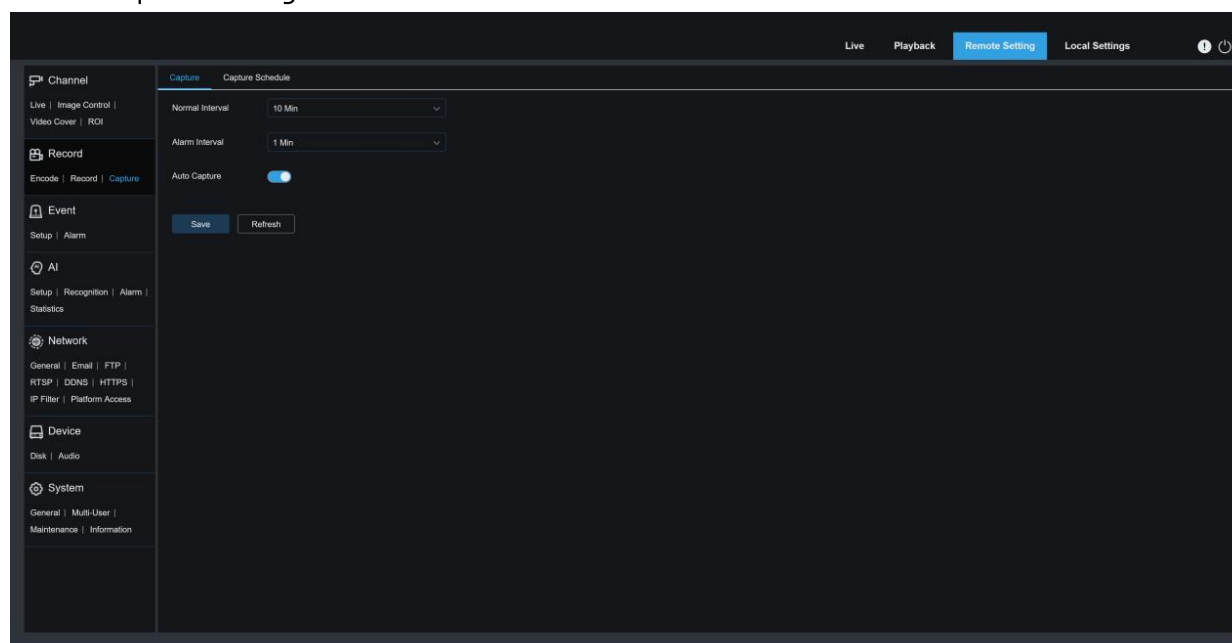 Live Playback Remote Setting Local Settings
Channel
Live | Image Control |
Video Cover | ROI
Record
Encode | Record | Capture
Event
Setup | Alarm
AI
Setup | Recognition | Alarm |
Statistics
Network
General | Email | FTP |
RTSP | DDNS | HTTPS |
IP Filter | Platform Access
Device
Disk | Audio
System
General | Multi-User |
Maintenance | Information
Capture Capture Schedule
Normal Interval 10 Min
Alarm Interval 1 Min
Auto Capture
Save Refresh